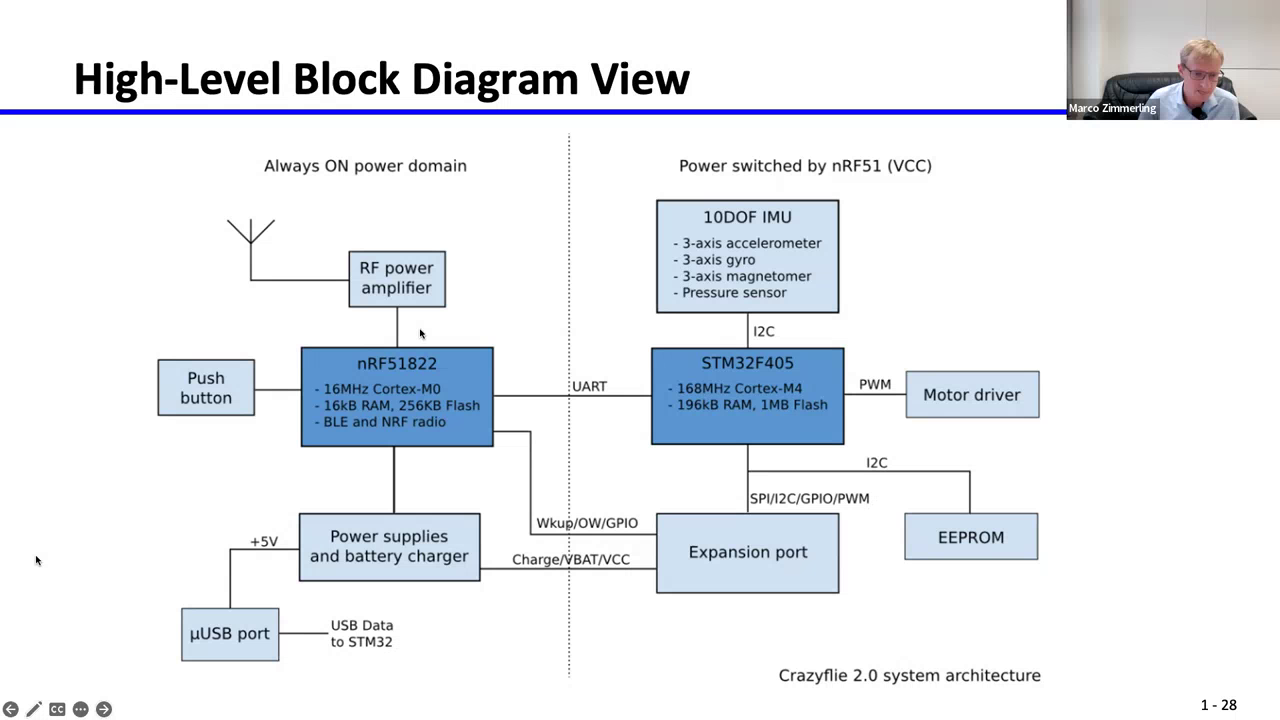 High-Level Block Diagram View
Marco Zimmerling
Always ON power domain
Power switched by nRF51 (VCC)
10DOF IMU
- 3-axis accelerometer
- 3-axis gyro
- 3-axis magnetomer
- Pressure sensor
RF power
amplifier
I2C
Push
button
nRF51822
- 16MHz Cortex-M0
- 16kB RAM, 256KB Flash
- BLE and NRF radio
UART
STM32F405
- 168MHz Cortex-M4
- 196kB RAM, 1MB Flash
PWM
Motor driver
I2C
SPI/I2C/GPIO/PWM
Wkup/OW/GPIO
Power supplies
and battery charger
+5V
Charge/VBAT/VCC
Expansion port
EEPROM
µUSB port
USB Data
to STM32
Crazyflie 2.0 system architecture
CC
1 - 28